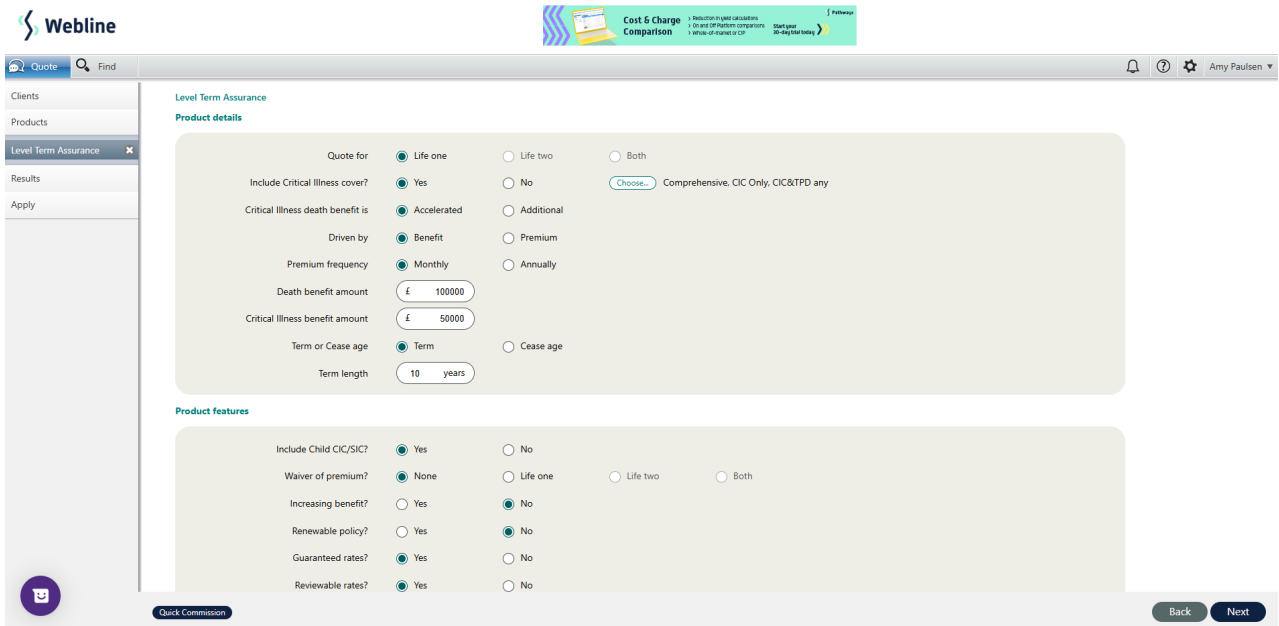 Webline
Cost & Charge Comparison
> Reduction in yield calculations
> On and Off Platform comparisons
> Whole-of-market or CIP
Pathways
Start your 30-day trial today
Quote Find Amy Paulsen
Clients
Products
Level Term Assurance
Results
Apply
Level Term Assurance
Product details
Quote for Life one Life two Both
Include Critical Illness cover? Yes No Choose... Comprehensive, CIC Only, CIC&TPD any
Critical Illness death benefit is Accelerated Additional
Driven by Benefit Premium
Premium frequency Monthly Annually
Death benefit amount £ 100000
Critical Illness benefit amount £ 50000
Term or Cease age Term Cease age
Term length 10 years
Product features
Include Child CIC/SIC? Yes No
Waiver of premium? None Life one Life two Both
Increasing benefit? Yes No
Renewable policy? Yes No
Guaranteed rates? Yes No
Reviewable rates? Yes No
Quick Commission Back Next